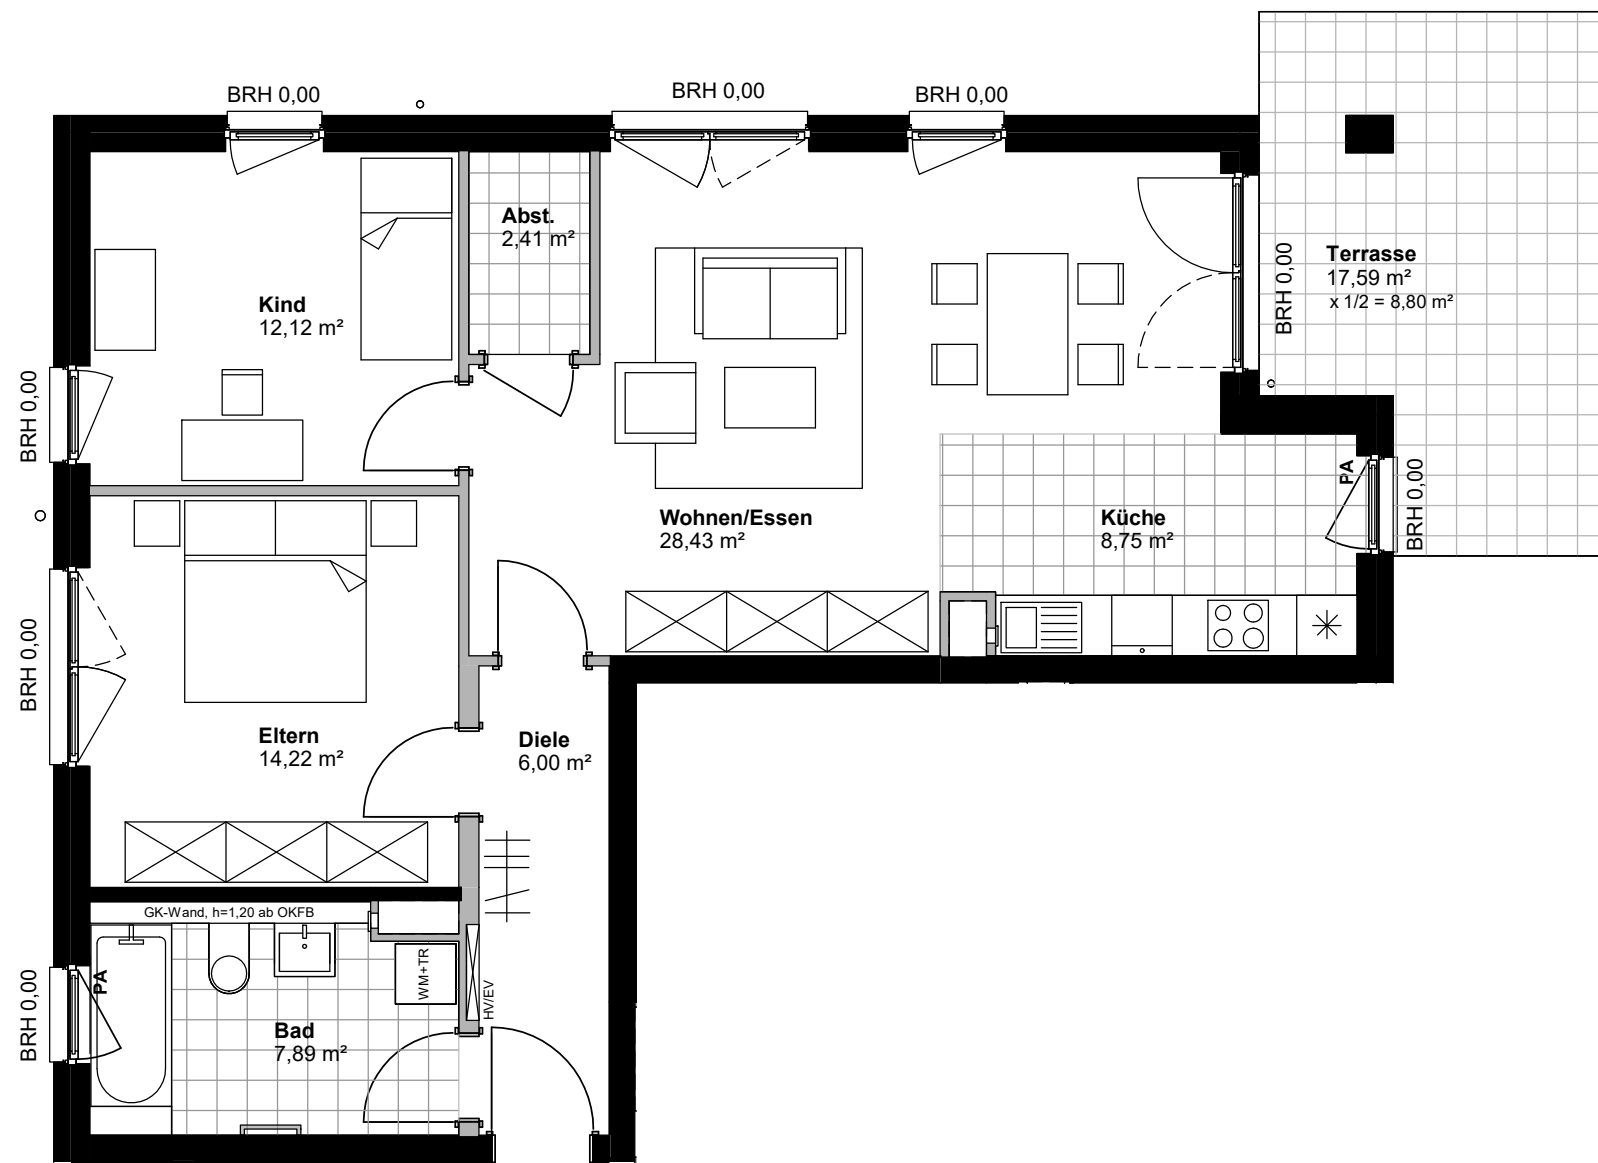 BRH 0,00
BRH 0,00
BRH 0,00
Abst.
2,41 m²
Kind
12,12 m²
Terrasse
17,59 m²
x 1/2 = 8,80 m²
BRH 0,00
BRH 0,00
PA
BRH 0,00
Wohnen/Essen
28,43 m²
Küche
8,75 m²
BRH 0,00
Eltern
14,22 m²
Diele
6,00 m²
GK-Wand, h=1,20 ab OKFB
WM+TR
HV/EV
PA
BRH 0,00
Bad
7,89 m²